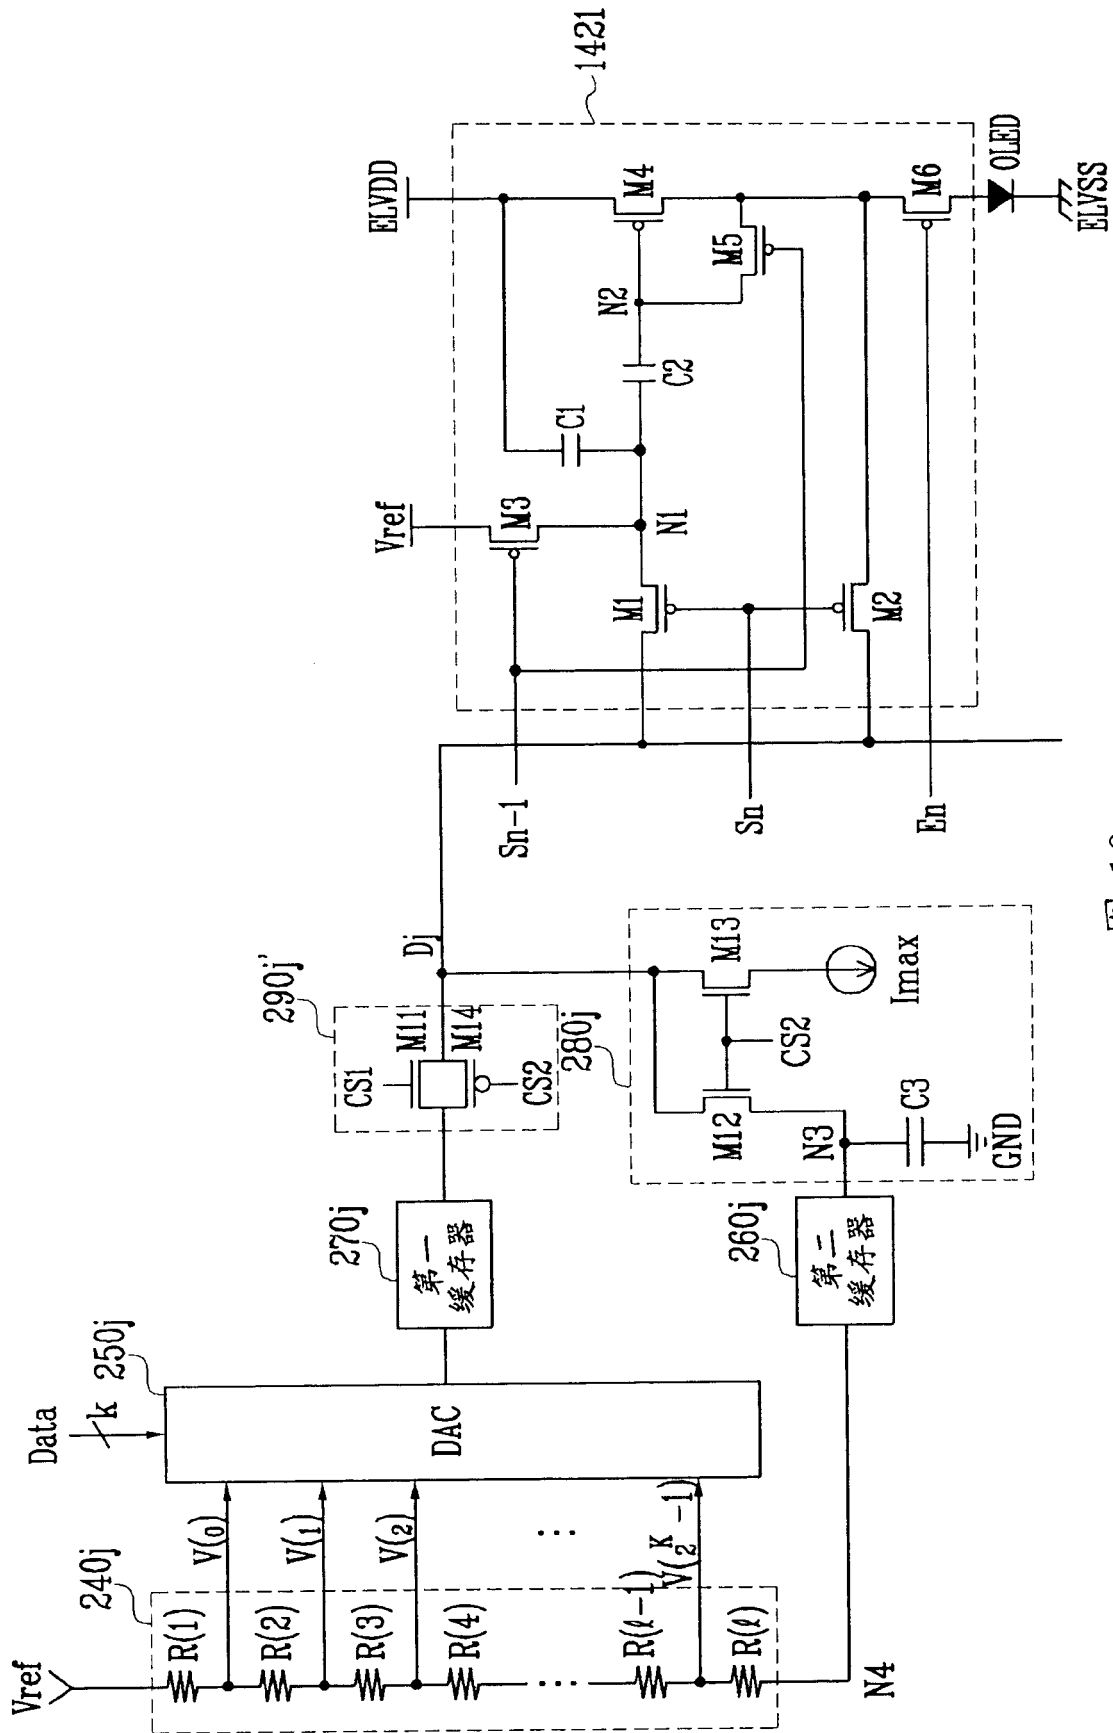 Vref
240j
R(1)
R(2)
R(3)
R(4)
...
R(ℓ-1)
R(ℓ)
N4
V(0)
V(1)
V(2)
...
V(2^K-1)
Data
k
250j
DAC
270j
第一
缓存器
260j
第二
缓存器
290j'
CS1
M11
M14
CS2
Dj
280j
M12
M13
CS2
N3
C3
GND
Imax
Sn-1
Sn
En
1421
Vref
ELVDD
M3
C1
N1
M1
C2
N2
M4
M5
M2
M6
OLED
ELVSS